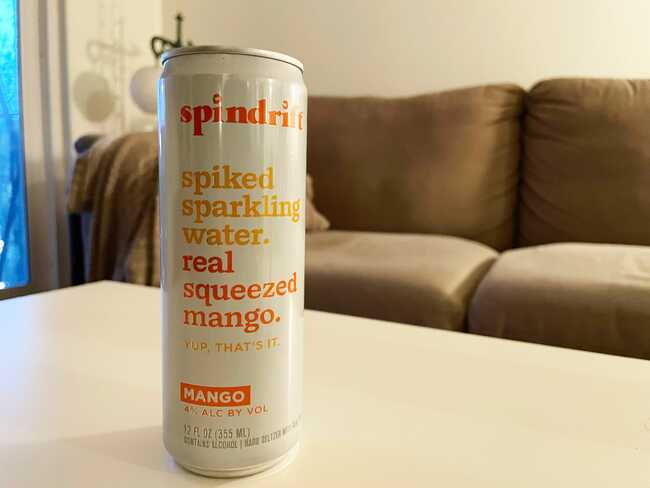 spindrift
spiked
sparkling
water.
real
squeezed
mango.
YUP, THAT'S IT.
MANGO
4% ALC BY VOL
12 FL OZ (355 ML)
CONTAINS ALCOHOL | HARD SELTZER WITH